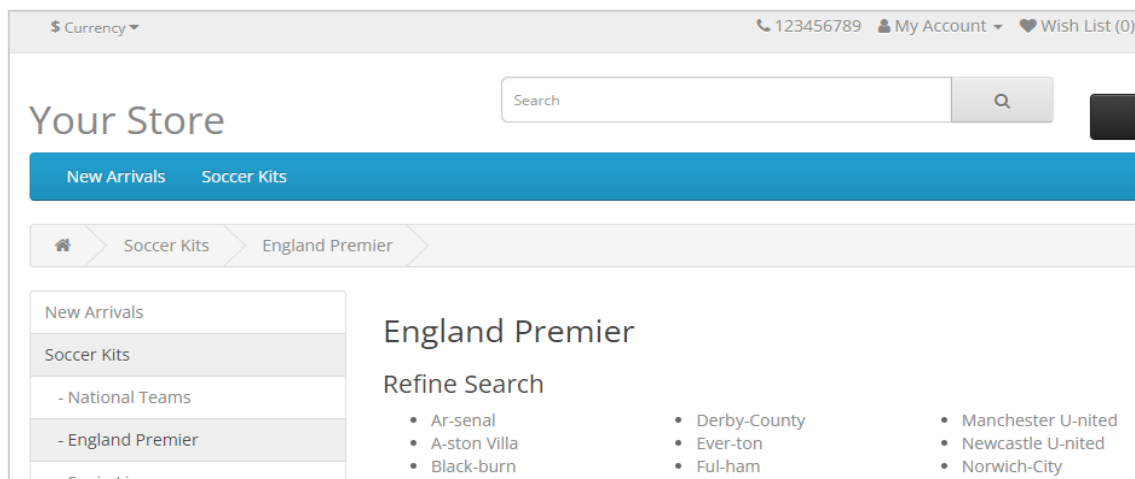 $ Currency
123456789 My Account Wish List (0)
Search
Your Store
New Arrivals Soccer Kits
Soccer Kits England Premier
New Arrivals
England Premier
Soccer Kits
Refine Search
- National Teams
Ar-senal Derby-County Manchester U-nited
- England Premier
A-ston Villa Ever-ton Newcastle U-nited
Black-burn Ful-ham Norwich-City